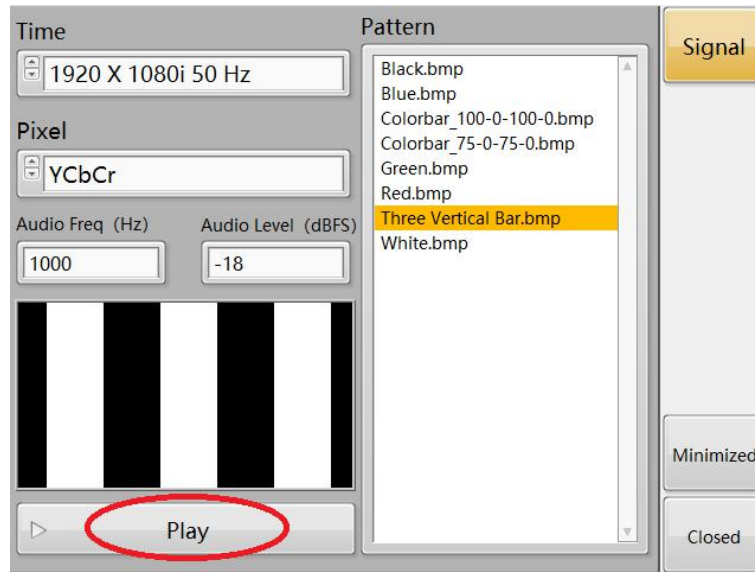 Time
1920 X 1080i 50 Hz
Pixel
YCbCr
Audio Freq (Hz)
Audio Level (dBFS)
1000
-18
Play
Pattern
Black.bmp
Blue.bmp
Colorbar_100-0-100-0.bmp
Colorbar_75-0-75-0.bmp
Green.bmp
Red.bmp
Three Vertical Bar.bmp
White.bmp
Signal
Minimized
Closed